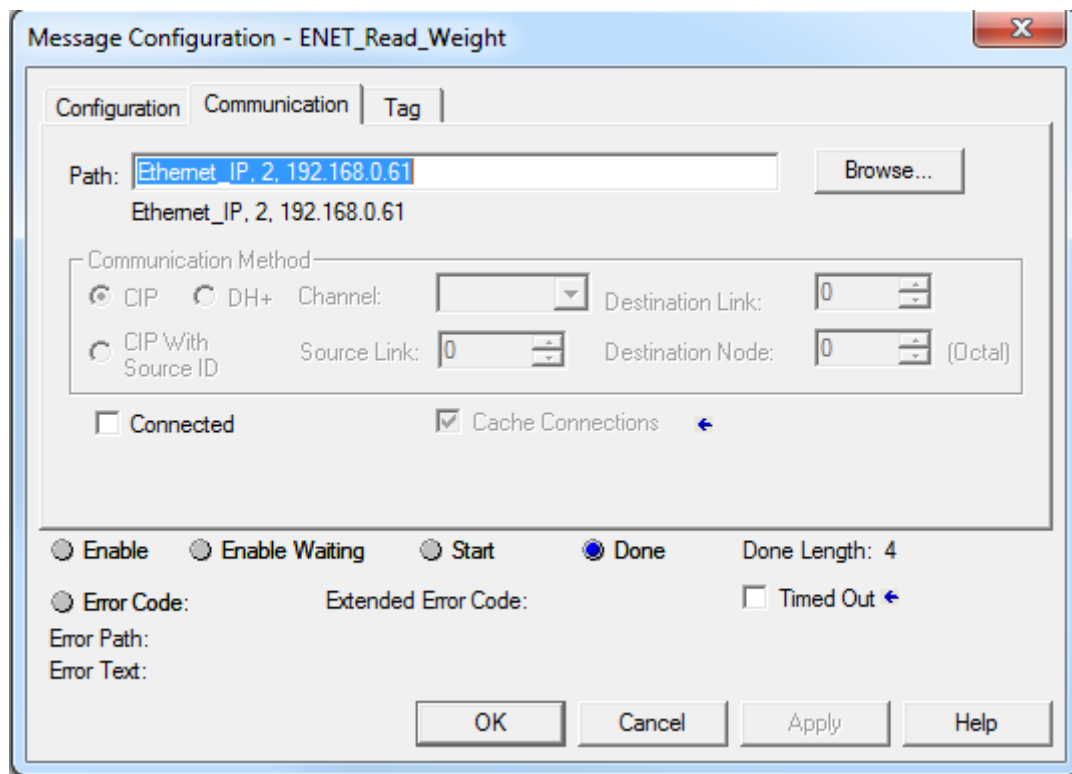 Message Configuration - ENET_Read_Weight
Configuration Communication Tag
Path: Ethernet_IP, 2, 192.168.0.61 Browse...
Ethernet_IP, 2, 192.168.0.61
Communication Method
CIP DH+ Channel: Destination Link: 0
CIP With Source ID Source Link: 0 Destination Node: 0 (Octal)
Connected Cache Connections
Enable Enable Waiting Start Done Done Length: 4
Error Code: Extended Error Code: Timed Out
Error Path:
Error Text:
OK Cancel Apply Help